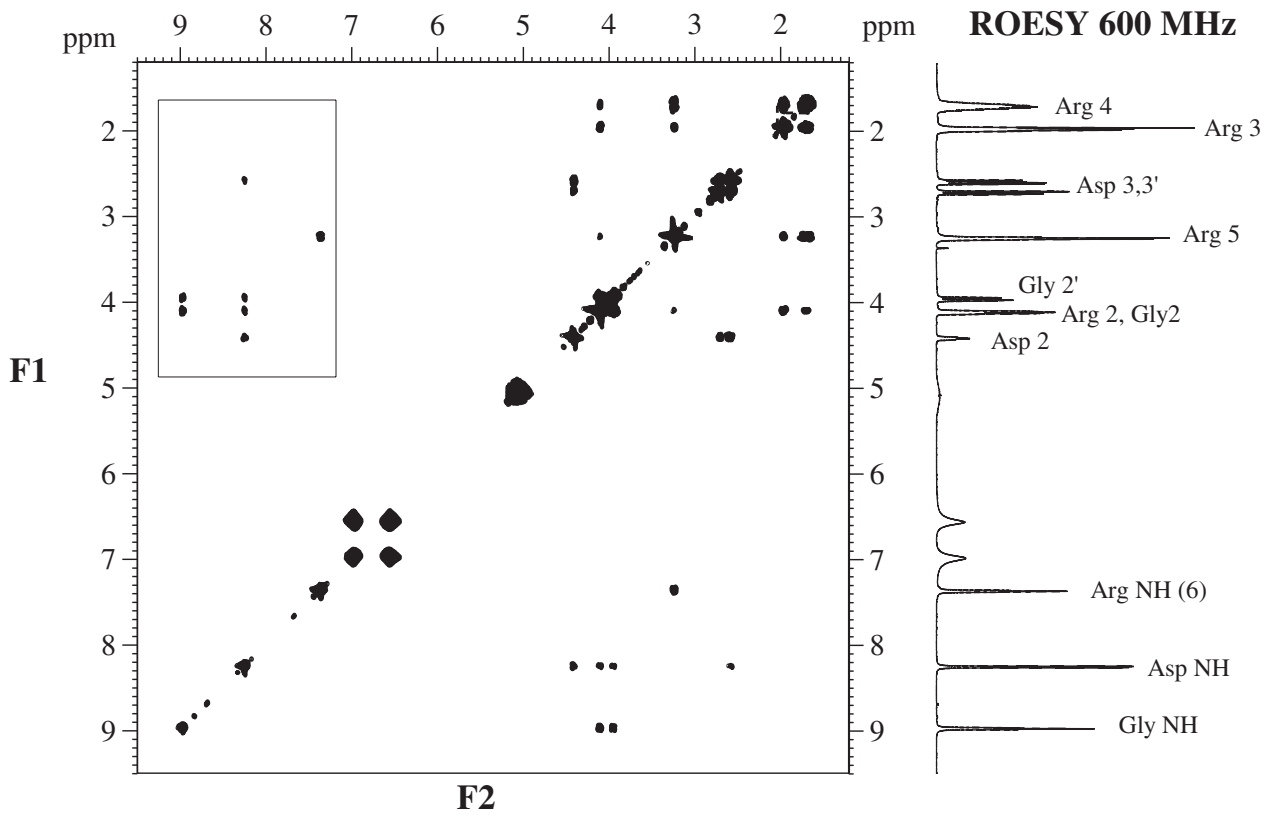 ROESY 600 MHz
ppm 9 8 7 6 5 4 3 2 ppm
2
3
4
5
6
7
8
9
2
3
4
5
6
7
8
9
F1
F2
Arg 4
Arg 3
Asp 3,3'
Arg 5
Gly 2'
Arg 2, Gly2
Asp 2
Arg NH (6)
Asp NH
Gly NH